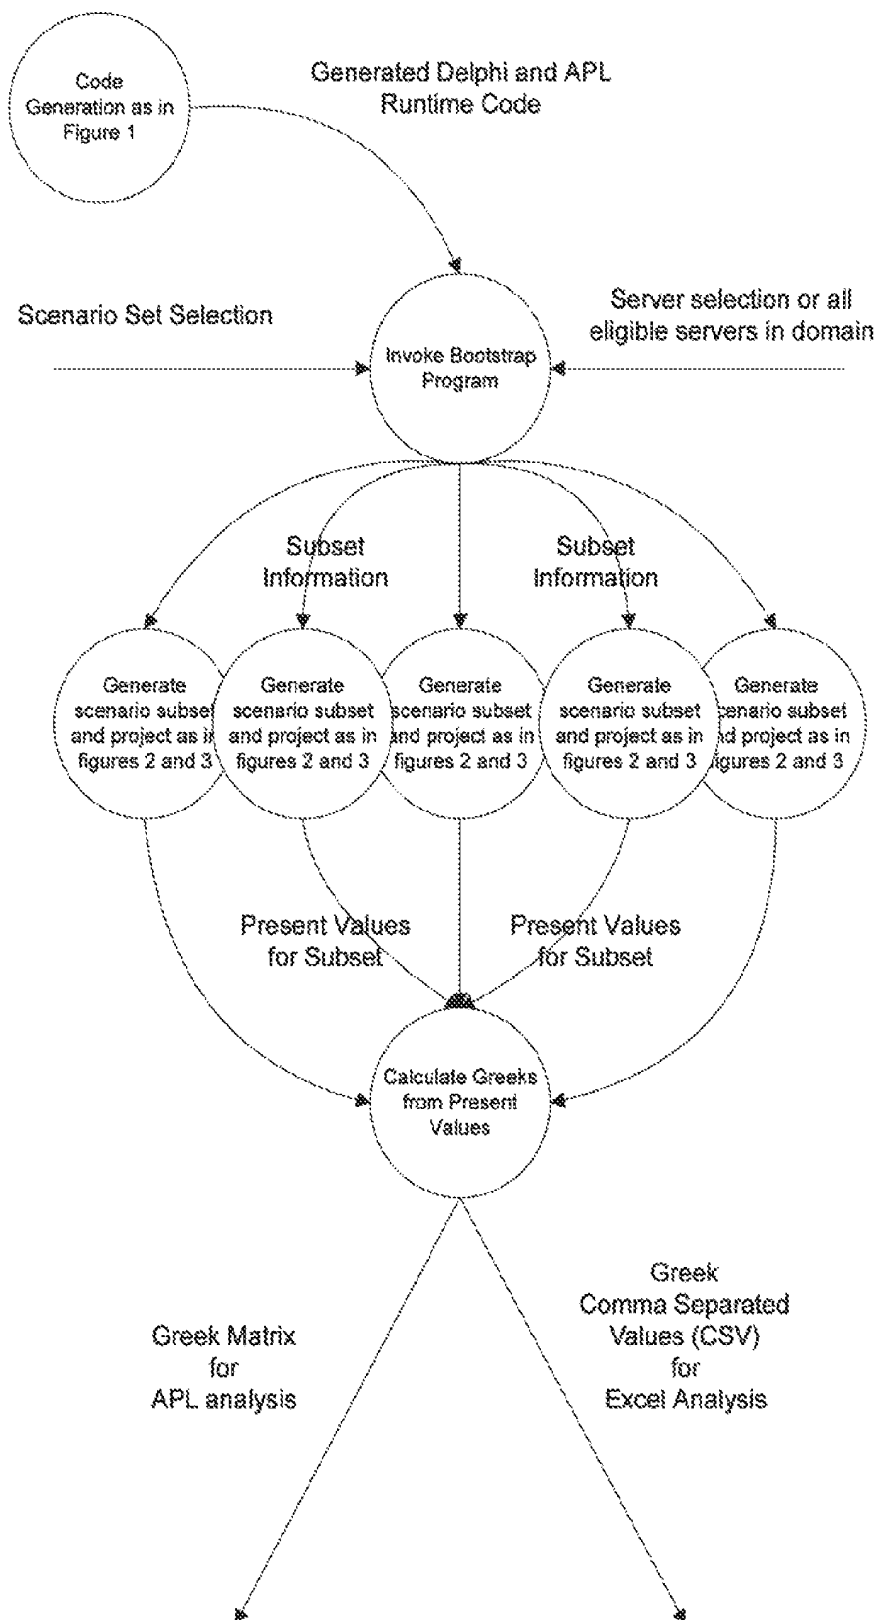 Code
Generation as in
Figure 1
Generated Delphi and APL
Runtime Code
Scenario Set Selection
Server selection or all
eligible servers in domain
Invoke Bootstrap
Program
Subset
Information
Subset
Information
Generate
scenario subset
and project as in
figures 2 and 3
Generate
scenario subset
and project as in
figures 2 and 3
Generate
scenario subset
and project as in
figures 2 and 3
Generate
scenario subset
and project as in
figures 2 and 3
Generate
scenario subset
and project as in
figures 2 and 3
Present Values
for Subset
Present Values
for Subset
Calculate Greeks
from Present
Values
Greek Matrix
for
APL analysis
Greek
Comma Separated
Values (CSV)
for
Excel Analysis